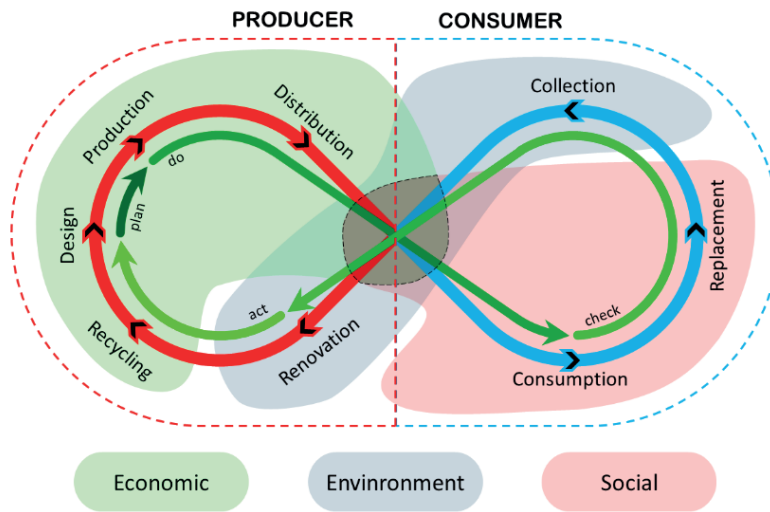 PRODUCER
CONSUMER
Collection
Production
Distribution
do
plan
Design
Replacement
act
check
Recycling
Renovation
Consumption
Economic
Envinronment
Social